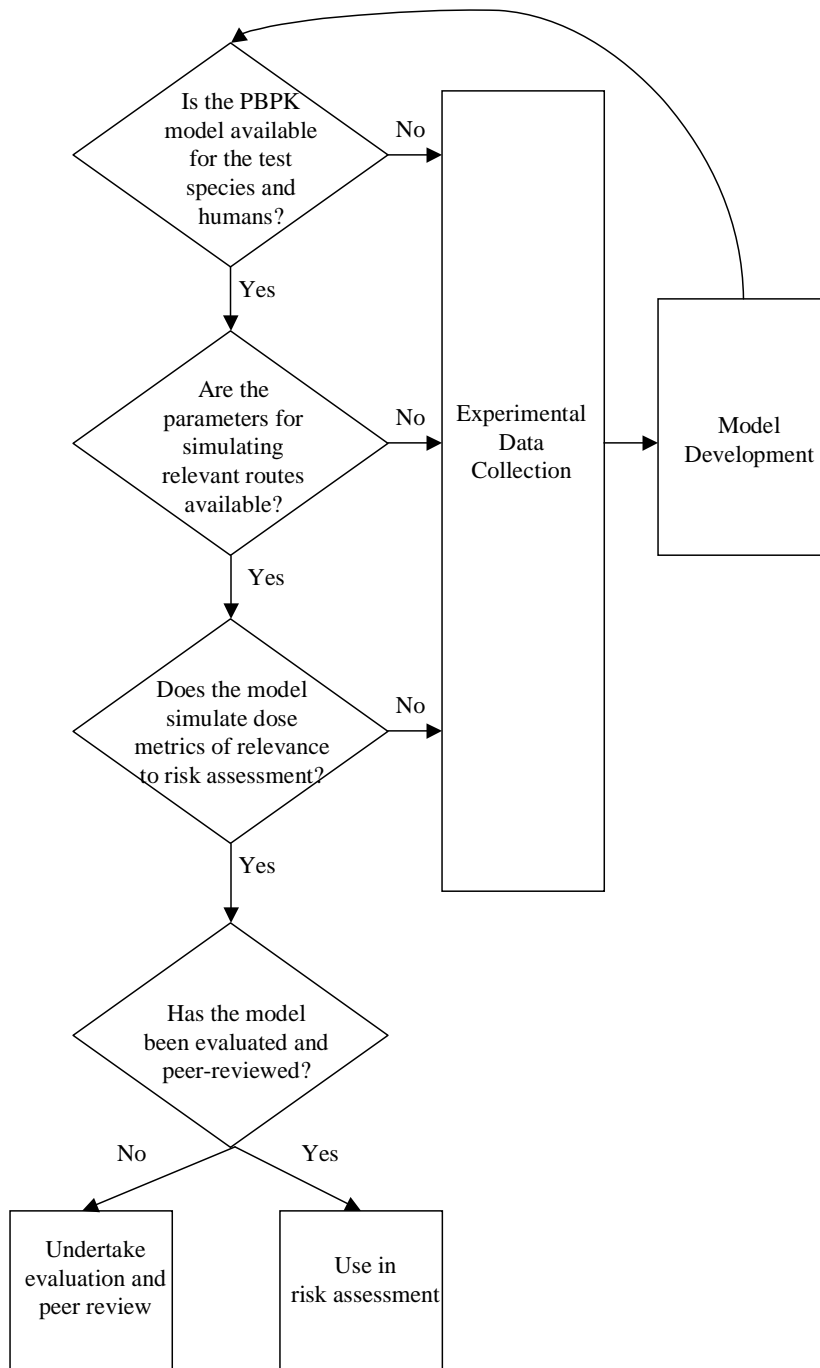 Is the PBPK
model available
for the test
species and
humans?
No
Yes
Are the
parameters for
simulating
relevant routes
available?
No
Experimental
Data
Collection
Model
Development
Yes
Does the model
simulate dose
metrics of relevance
to risk assessment?
No
Yes
Has the model
been evaluated and
peer-reviewed?
No
Yes
Undertake
evaluation and
peer review
Use in
risk assessment